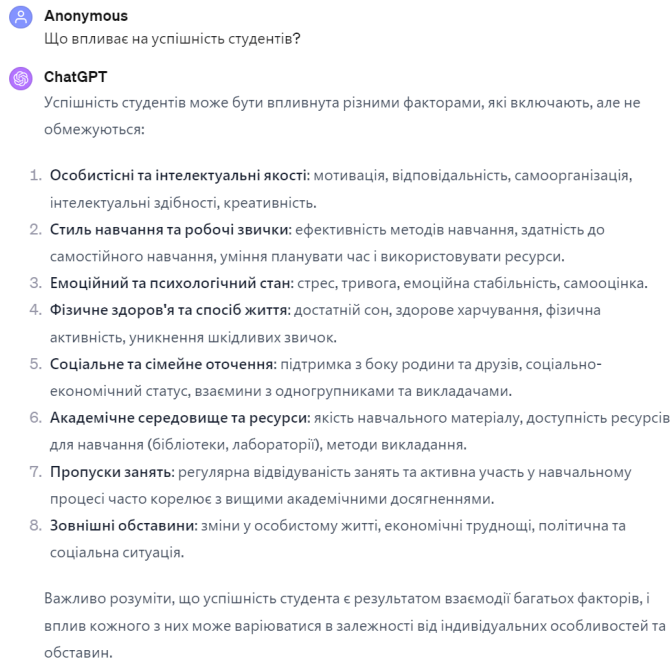 Anonymous
Що впливає на успішність студентів?
ChatGPT
Успішність студентів може бути впливнута різними факторами, які включають, але не
обмежуються:
1. Особистісні та інтелектуальні якості: мотивація, відповідальність, самоорганізація,
інтелектуальні здібності, креативність.
2. Стиль навчання та робочі звички: ефективність методів навчання, здатність до
самостійного навчання, уміння планувати час і використовувати ресурси.
3. Емоційний та психологічний стан: стрес, тривога, емоційна стабільність, самооцінка.
4. Фізичне здоров'я та спосіб життя: достатній сон, здорове харчування, фізична
активність, уникнення шкідливих звичок.
5. Соціальне та сімейне оточення: підтримка з боку родини та друзів, соціально-
економічний статус, взаємини з одногрупниками та викладачами.
6. Академічне середовище та ресурси: якість навчального матеріалу, доступність ресурсів
для навчання (бібліотеки, лабораторії), методи викладання.
7. Пропуски занять: регулярна відвідуваність занять та активна участь у навчальному
процесі часто корелює з вищими академічними досягненнями.
8. Зовнішні обставини: зміни у особистому житті, економічні труднощі, політична та
соціальна ситуація.
Важливо розуміти, що успішність студента є результатом взаємодії багатьох факторів, і
вплив кожного з них може варіюватися в залежності від індивідуальних особливостей та
обставин.